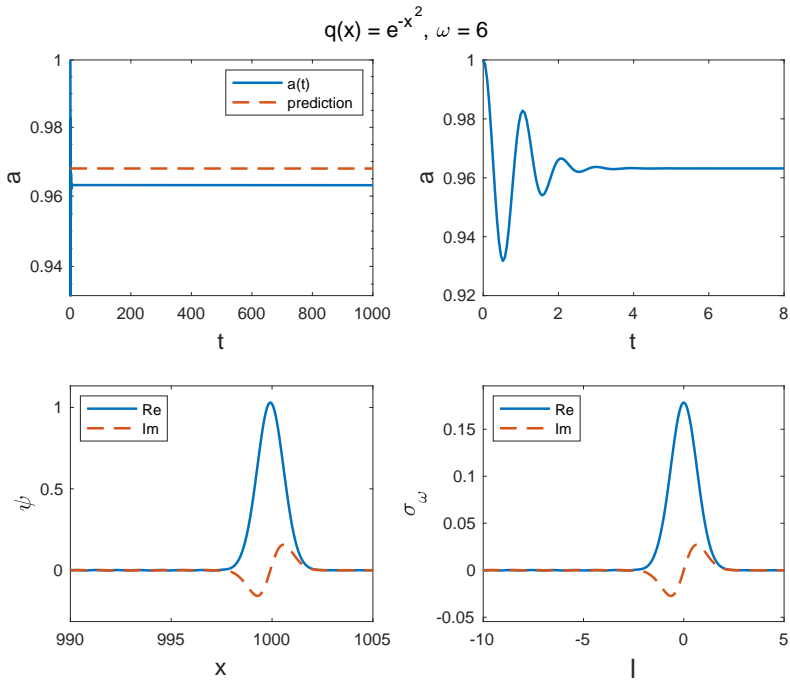 q(x) = e^{-x^2}, ω = 6
1
0.98
0.96
0.94
a
0 200 400 600 800 1000
t
a(t)
prediction
1
0.98
0.96
0.94
0.92
a
0 2 4 6 8
t
1
0.5
0
ψ
990 995 1000 1005
x
Re
Im
0.15
0.1
0.05
0
-0.05
σ_ω
-10 -5 0 5
l
Re
Im